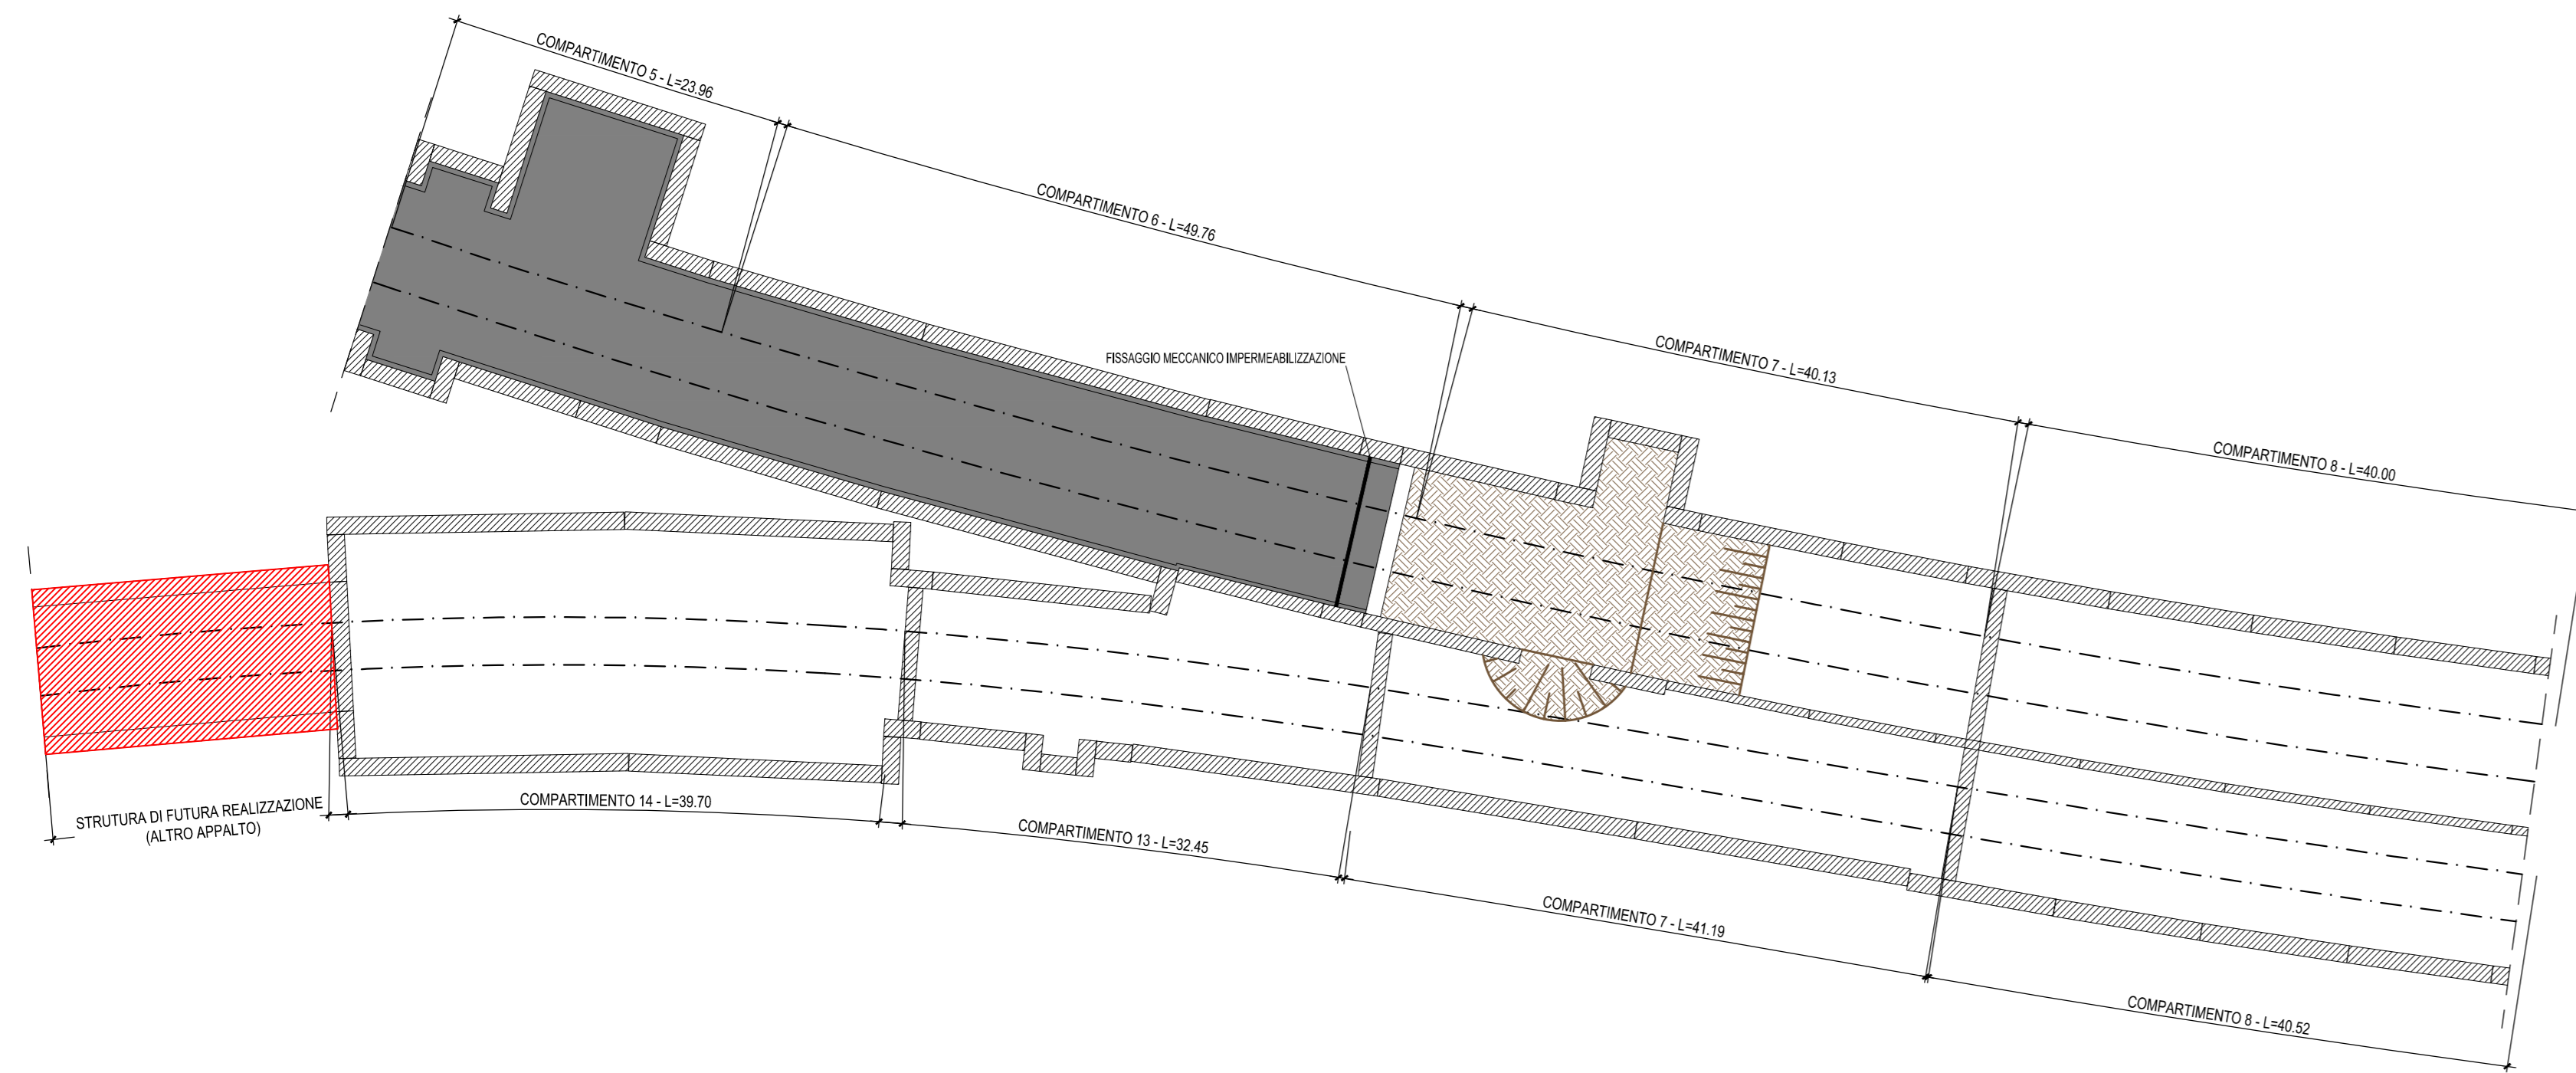 COMPARTIMENTO 5 - L=23.96
COMPARTIMENTO 6 - L=49.76
FISSAGGIO MECCANICO IMPERMEABILIZZAZIONE
COMPARTIMENTO 7 - L=40.13
COMPARTIMENTO 8 - L=40.00
STRUTURA DI FUTURA REALIZZAZIONE
(ALTRO APPALTO)
COMPARTIMENTO 14 - L=39.70
COMPARTIMENTO 13 - L=32.45
COMPARTIMENTO 7 - L=41.19
COMPARTIMENTO 8 - L=40.52